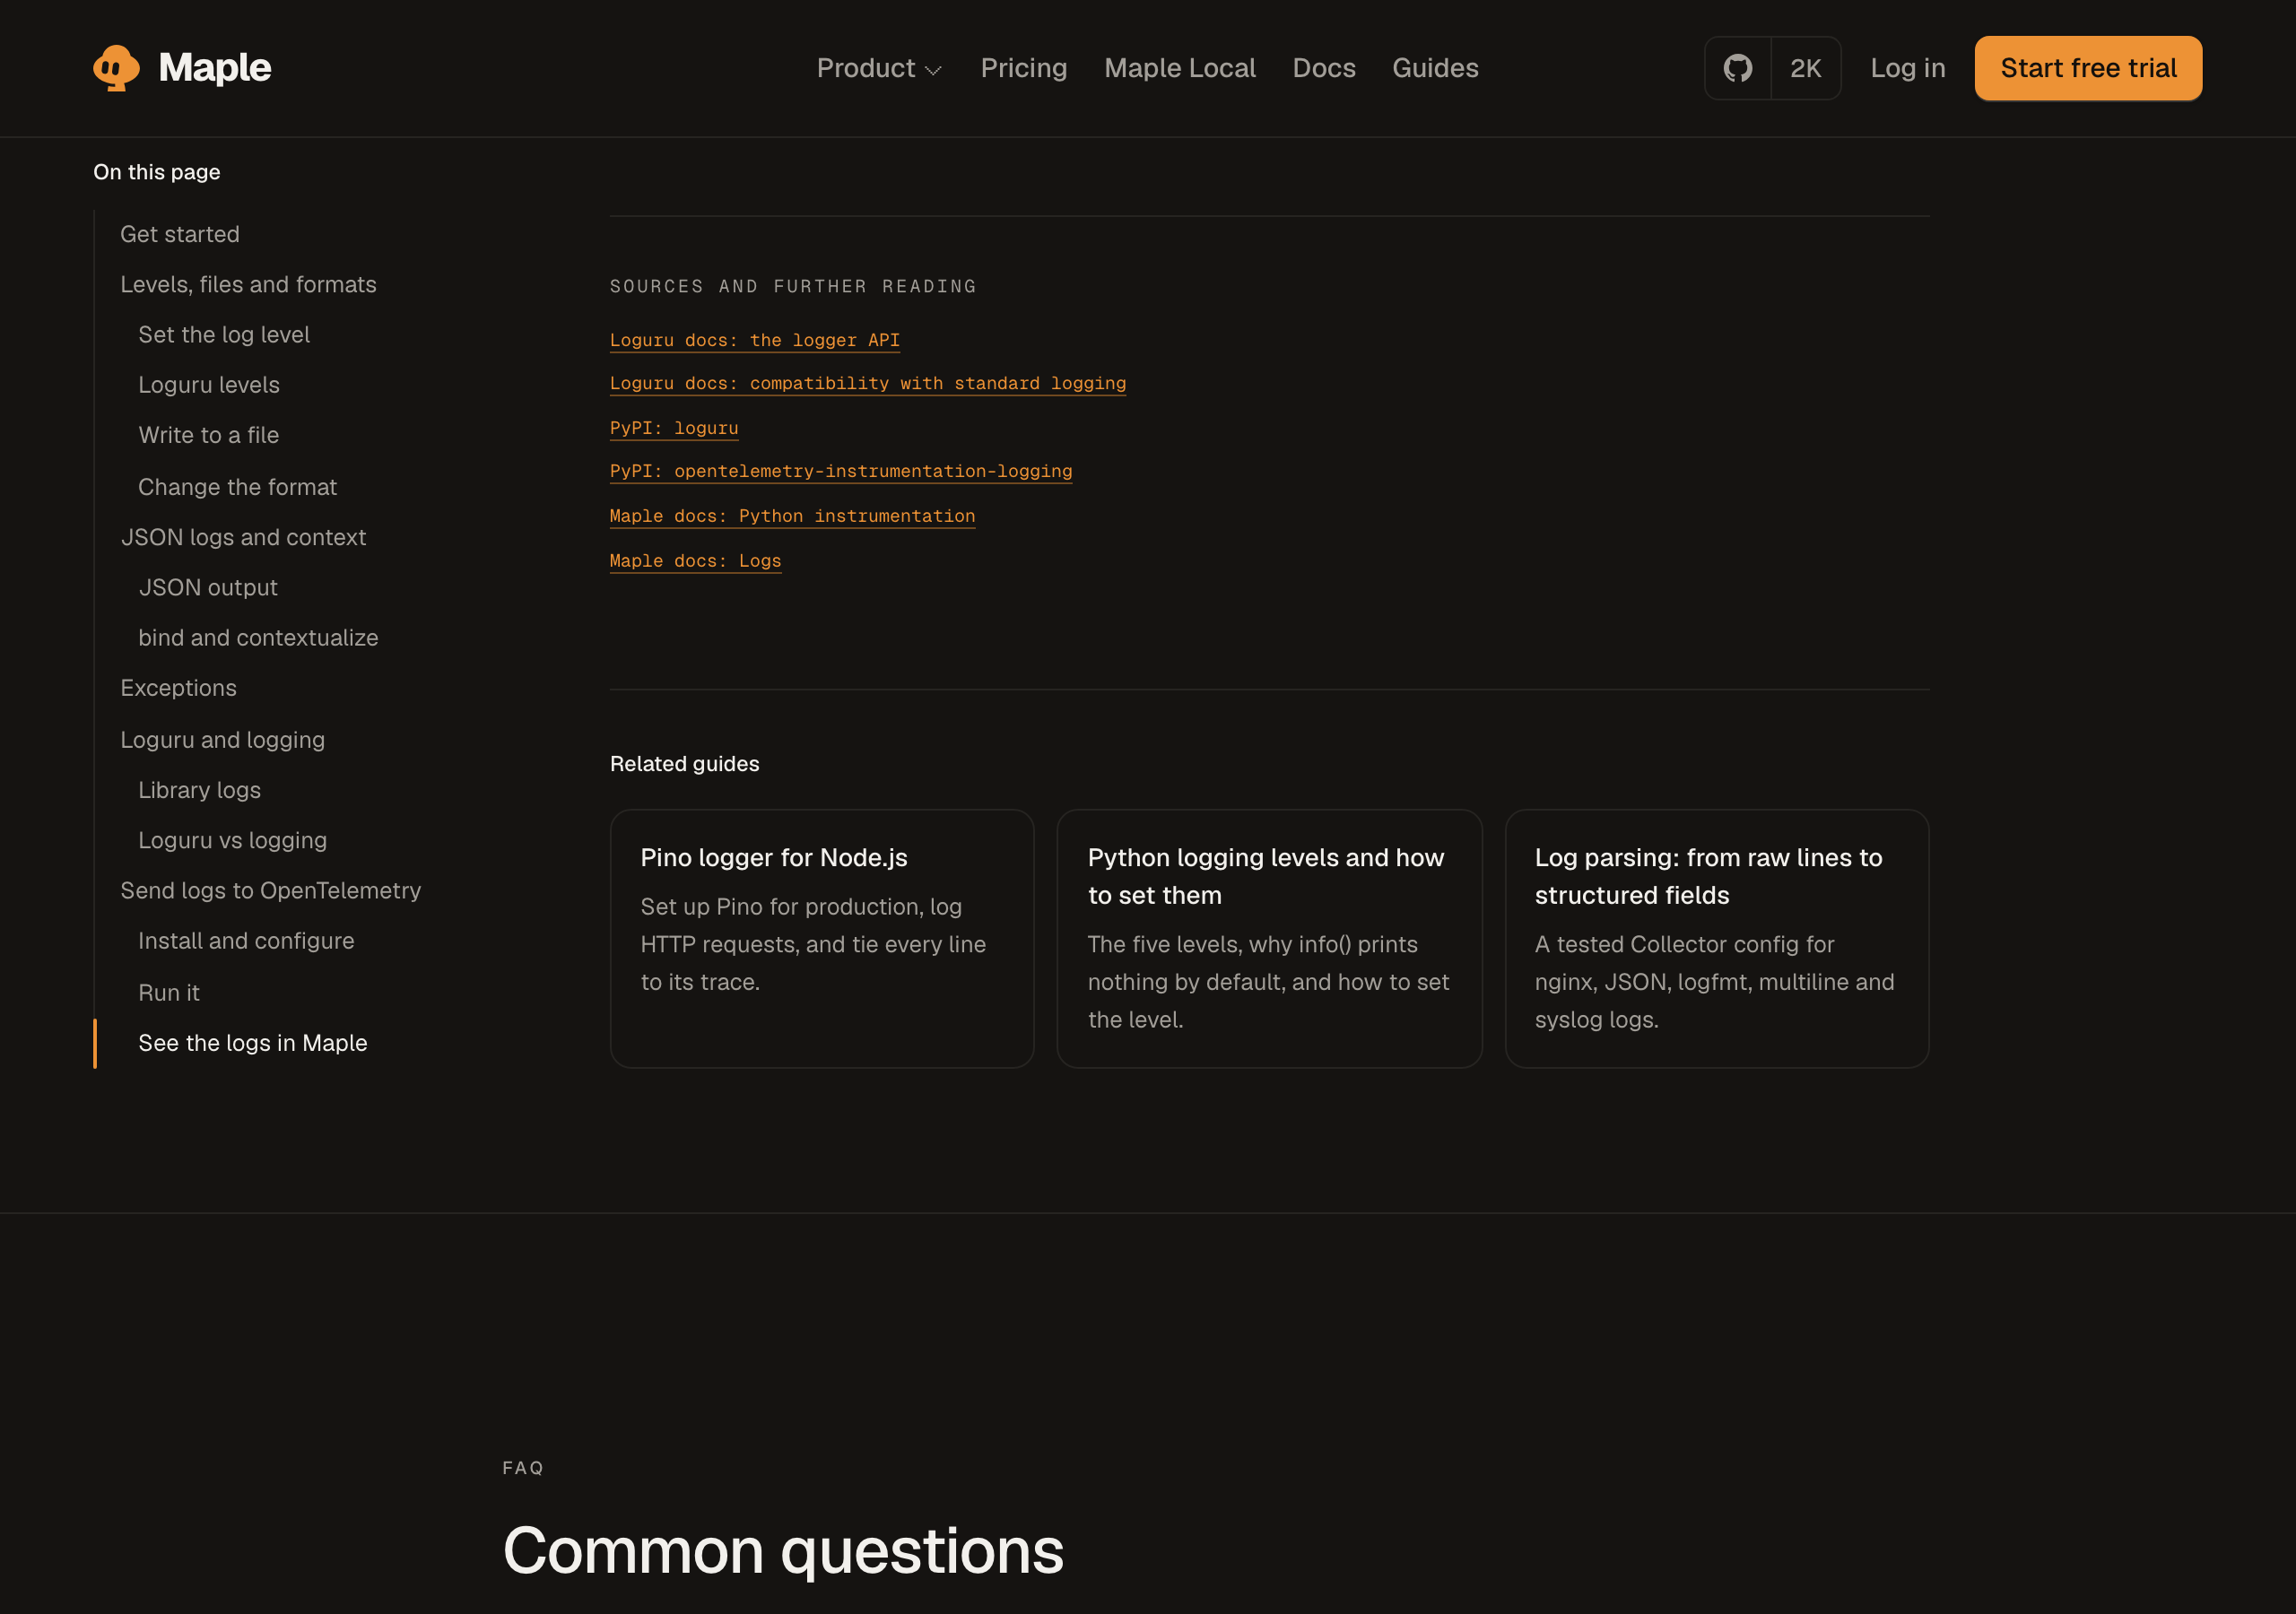 Maple
Product
Pricing
Maple Local
Docs
Guides
2K
Log in
Start free trial
On this page
Get started
Levels, files and formats
Set the log level
Loguru levels
Write to a file
Change the format
JSON logs and context
JSON output
bind and contextualize
Exceptions
Loguru and logging
Library logs
Loguru vs logging
Send logs to OpenTelemetry
Install and configure
Run it
See the logs in Maple
SOURCES AND FURTHER READING
Loguru docs: the logger API
Loguru docs: compatibility with standard logging
PyPI: loguru
PyPI: opentelemetry-instrumentation-logging
Maple docs: Python instrumentation
Maple docs: Logs
Related guides
Pino logger for Node.js
Set up Pino for production, log
HTTP requests, and tie every line
to its trace.
Python logging levels and how
to set them
The five levels, why info() prints
nothing by default, and how to set
the level.
Log parsing: from raw lines to
structured fields
A tested Collector config for
nginx, JSON, logfmt, multiline and
syslog logs.
FAQ
Common questions